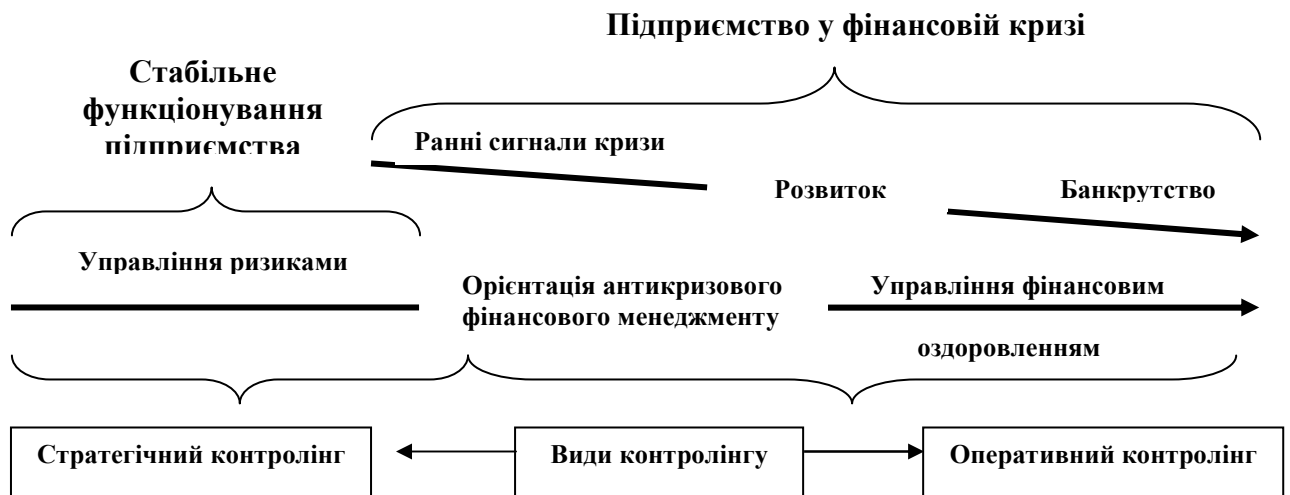 Підприємство у фінансовій кризі
Стабільне
функціонування
підприємства
Ранні сигнали кризи
Розвиток
Банкрутство
Управління ризиками
Орієнтація антикризового
фінансового менеджменту
Управління фінансовим
оздоровленням
Стратегічний контролінг
Види контролінгу
Оперативний контролінг